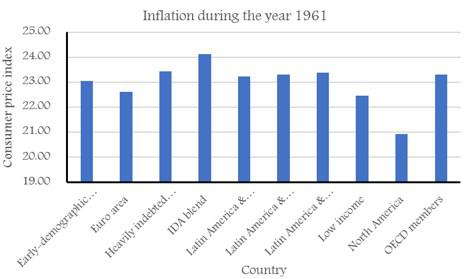 Inflation during the year 1961
Consumer price index
25.00
24.00
23.00
22.00
21.00
20.00
19.00
Early-demographic…
Euro area
Heavily indebted…
IDA blend
Latin America &…
Latin America &…
Latin America &…
Low income
North America
OECD members
Country